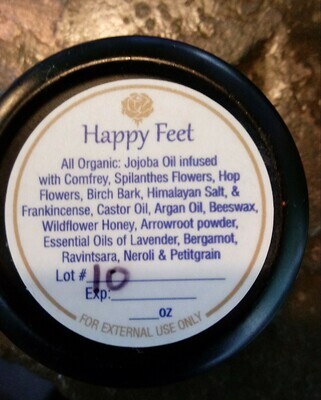 Happy Feet
All Organic: Jojoba Oil infused
with Comfrey, Spilanthes Flowers, Hop
Flowers, Birch Bark, Himalayan Salt, &
Frankincense, Castor Oil, Argan Oil, Beeswax,
Wildflower Honey, Arrowroot powder,
Essential Oils of Lavender, Bergamot,
Ravintsara, Neroli & Petitgrain
Lot # 10
Exp:
oz
FOR EXTERNAL USE ONLY